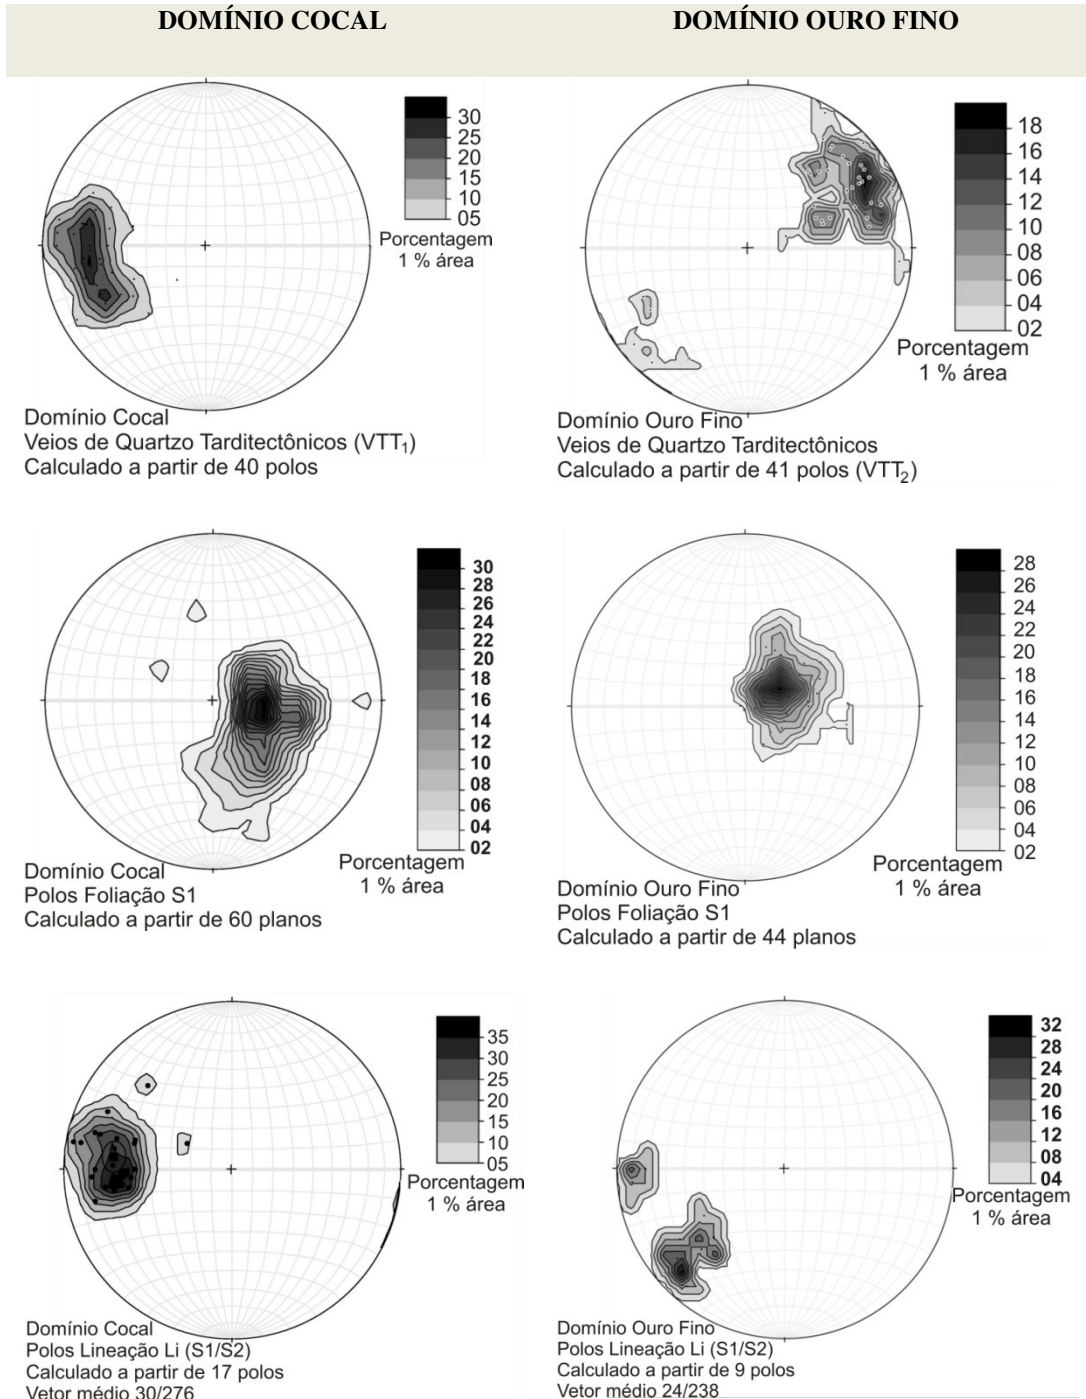 DOMÍNIO COCAL
DOMÍNIO OURO FINO
30
25
20
15
10
05
Porcentagem
1 % área
Domínio Cocal
Veios de Quartzo Tarditectônicos (VTT₁)
Calculado a partir de 40 polos
18
16
14
12
10
08
06
04
02
Porcentagem
1 % área
Domínio Ouro Fino
Veios de Quartzo Tarditectônicos
Calculado a partir de 41 polos (VTT₂)
30
28
26
24
22
20
18
16
14
12
10
08
06
04
02
Porcentagem
1 % área
Domínio Cocal
Polos Foliação S1
Calculado a partir de 60 planos
28
26
24
22
20
18
16
14
12
10
08
06
04
02
Porcentagem
1 % área
Domínio Ouro Fino
Polos Foliação S1
Calculado a partir de 44 planos
35
30
25
20
15
10
05
Porcentagem
1 % área
Domínio Cocal
Polos Lineação Li (S1/S2)
Calculado a partir de 17 polos
Vetor médio 30/276
32
28
24
20
16
12
08
04
Porcentagem
1 % área
Domínio Ouro Fino
Polos Lineação Li (S1/S2)
Calculado a partir de 9 polos
Vetor médio 24/238